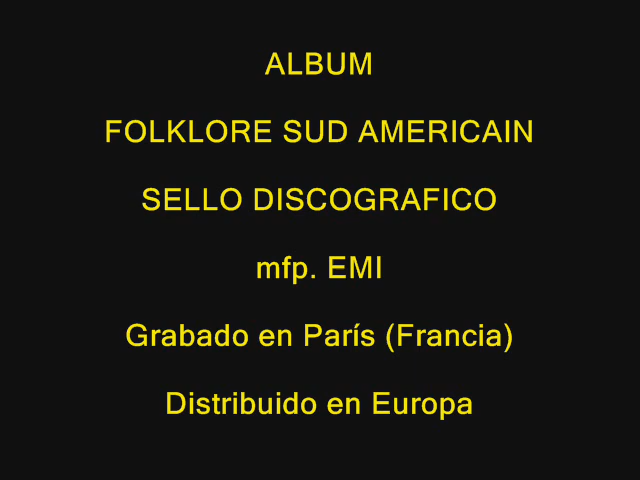 ALBUM
FOLKLORE SUD AMERICAIN
SELLO DISCOGRAFICO
mfp. EMI
Grabado en París (Francia)
Distribuido en Europa